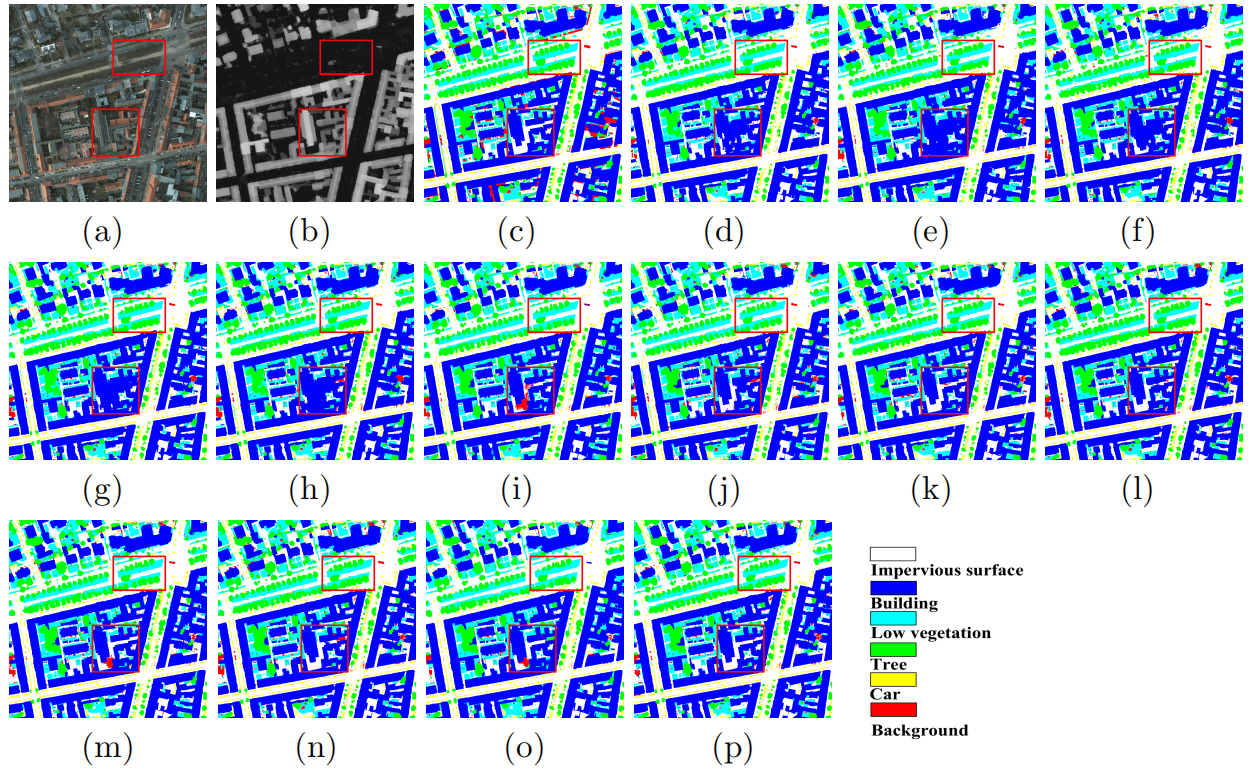 (a) (b) (c) (d) (e) (f)
(g) (h) (i) (j) (k) (l)
Impervious surface
Building
Low vegetation
Tree
Car
Background
(m) (n) (o) (p)